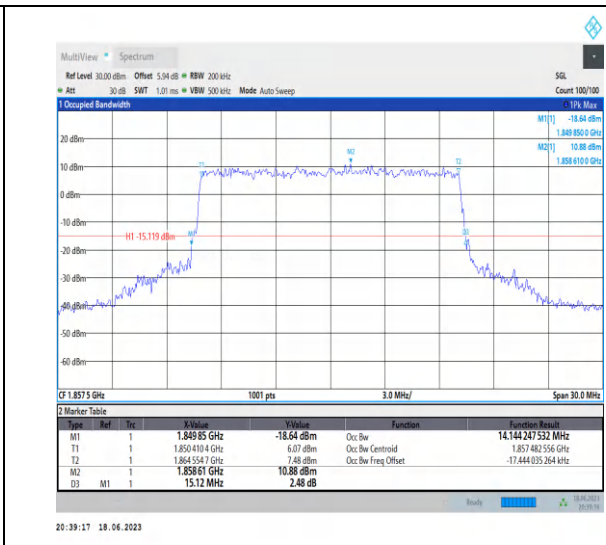 MultiView Spectrum
Ref Level 30.00 dBm Offset 5.94 dB RBW 200 kHz SGL
Att 30 dB SWT 1.01 ms VBW 500 kHz Mode Auto Sweep Count 100/100
1 Occupied Bandwidth 1Pk Max
M1[1] -18.64 dBm
1.849 850 0 GHz
20 dBm M2[1] 10.88 dBm
1.858 610 0 GHz
M2
T1 T2
10 dBm
0 dBm
-10 dBm
H1 -15.119 dBm M1 D3
-20 dBm
-30 dBm
-40 dBm
-50 dBm
-60 dBm
CF 1.857 5 GHz 1001 pts 3.0 MHz/ Span 30.0 MHz
2 Marker Table
Type Ref Trc X-Value Y-Value Function Function Result
M1 1 1.849 85 GHz -18.64 dBm Occ Bw 14.144 247 532 MHz
T1 1 1.850 410 4 GHz 6.07 dBm Occ Bw Centroid 1.857 482 556 GHz
T2 1 1.864 554 7 GHz 7.48 dBm Occ Bw Freq Offset -17.444 035 264 kHz
M2 1 1.858 61 GHz 10.88 dBm
D3 M1 1 15.12 MHz 2.48 dB
Ready 18.06.2023
20:39:16
20:39:17 18.06.2023